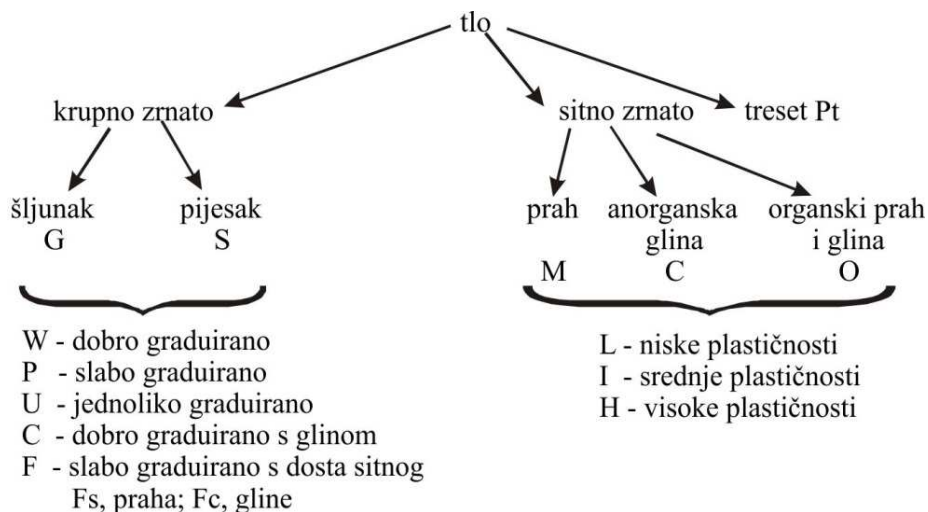 tlo
krupno zrnato
sitno zrnato
treset Pt
šljunak
G
pijesak
S
prah
M
anorganska
glina
C
organski prah
i glina
O
W - dobro graduirano
P - slabo graduirano
U - jednoliko graduirano
C - dobro graduirano s glinom
F - slabo graduirano s dosta sitnog
Fs, praha; Fc, gline
L - niske plastičnosti
I - srednje plastičnosti
H - visoke plastičnosti